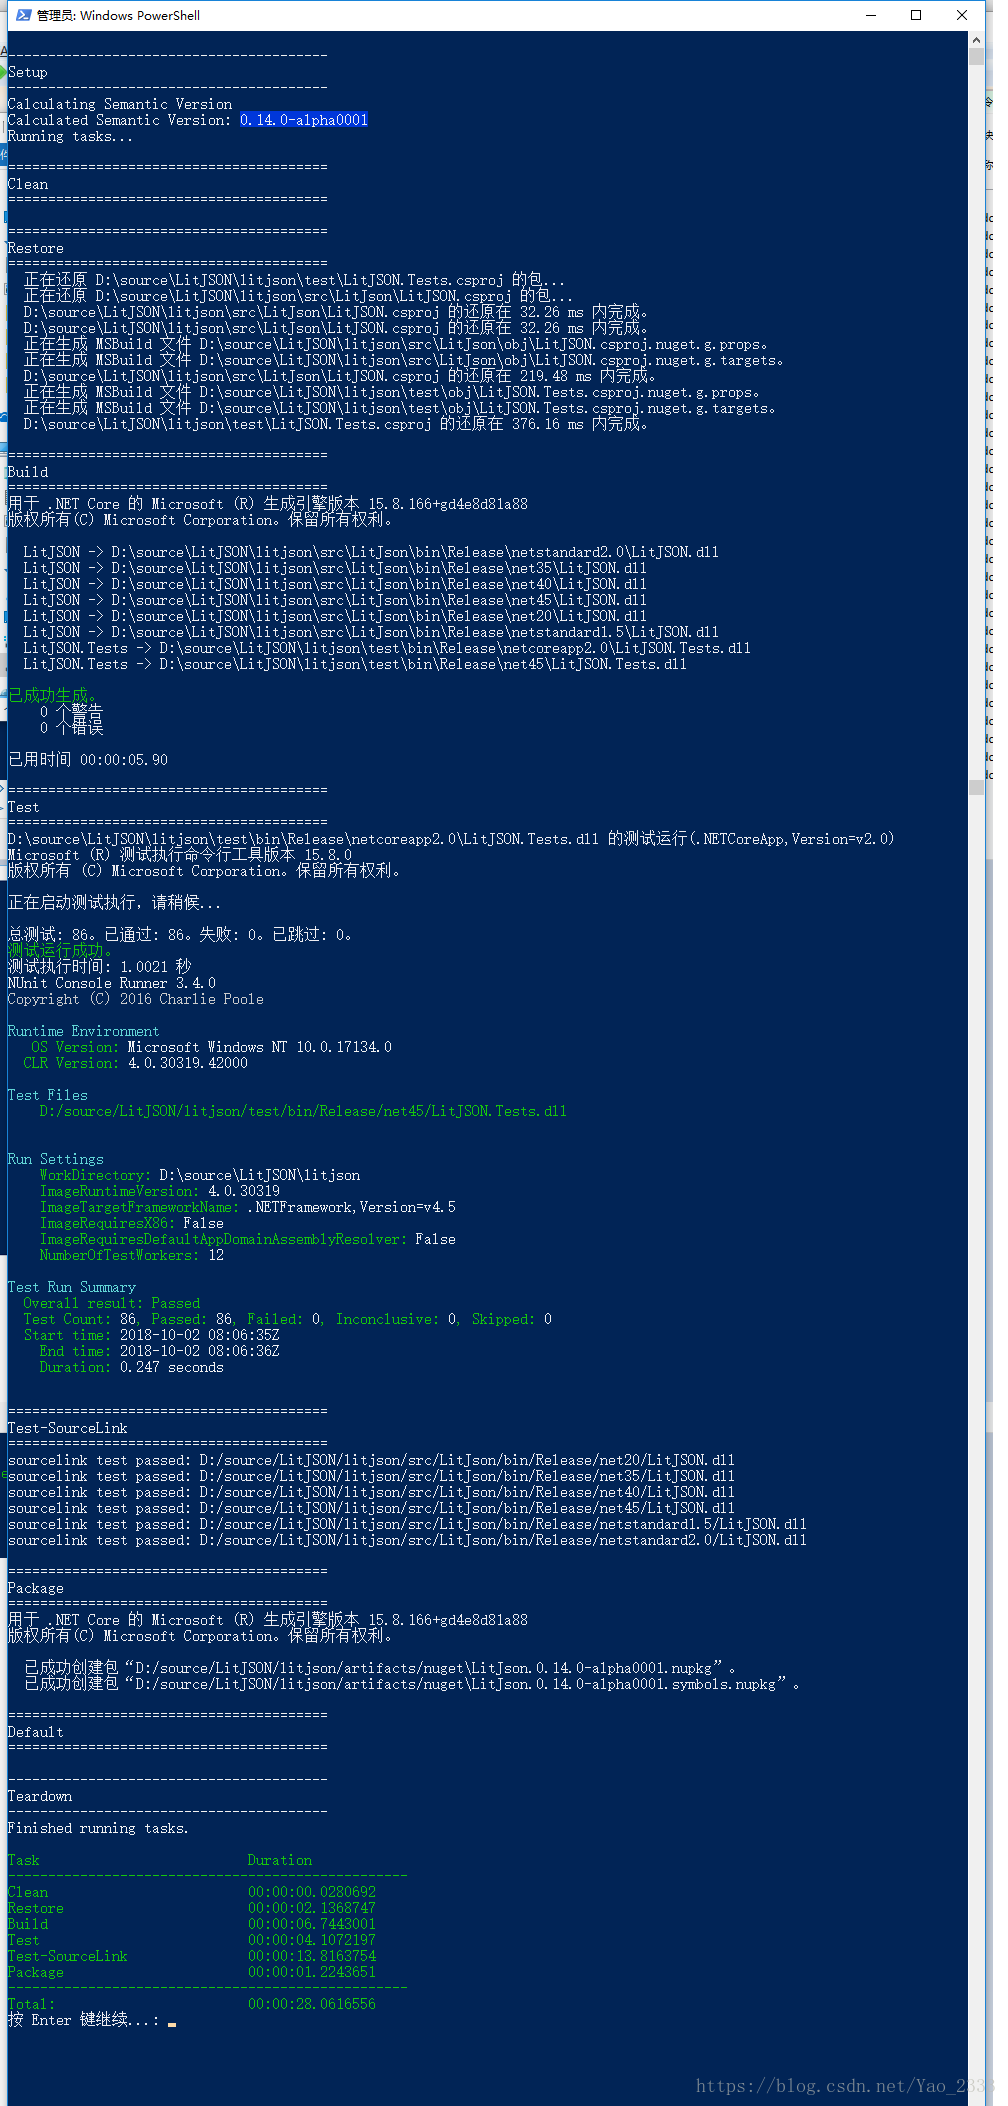 管理员: Windows PowerShell
----------------------------------------
Setup
----------------------------------------
Calculating Semantic Version
Calculated Semantic Version: 0.14.0-alpha0001
Running tasks...
========================================
Clean
========================================
========================================
Restore
========================================
正在还原 D:\source\LitJSON\litjson\test\LitJSON.Tests.csproj 的包...
正在还原 D:\source\LitJSON\litjson\src\LitJson\LitJSON.csproj 的包...
D:\source\LitJSON\litjson\src\LitJson\LitJSON.csproj 的还原在 32.26 ms 内完成。
D:\source\LitJSON\litjson\src\LitJson\LitJSON.csproj 的还原在 32.26 ms 内完成。
正在生成 MSBuild 文件 D:\source\LitJSON\litjson\src\LitJson\obj\LitJSON.csproj.nuget.g.props。
正在生成 MSBuild 文件 D:\source\LitJSON\litjson\src\LitJson\obj\LitJSON.csproj.nuget.g.targets。
D:\source\LitJSON\litjson\src\LitJson\LitJSON.csproj 的还原在 219.48 ms 内完成。
正在生成 MSBuild 文件 D:\source\LitJSON\litjson\test\obj\LitJSON.Tests.csproj.nuget.g.props。
正在生成 MSBuild 文件 D:\source\LitJSON\litjson\test\obj\LitJSON.Tests.csproj.nuget.g.targets。
D:\source\LitJSON\litjson\test\LitJSON.Tests.csproj 的还原在 376.16 ms 内完成。
========================================
Build
========================================
用于 .NET Core 的 Microsoft (R) 生成引擎版本 15.8.166+gd4e8d81a88
版权所有(C) Microsoft Corporation。保留所有权利。
LitJSON -> D:\source\LitJSON\litjson\src\LitJson\bin\Release\netstandard2.0\LitJSON.dll
LitJSON -> D:\source\LitJSON\litjson\src\LitJson\bin\Release\net35\LitJSON.dll
LitJSON -> D:\source\LitJSON\litjson\src\LitJson\bin\Release\net40\LitJSON.dll
LitJSON -> D:\source\LitJSON\litjson\src\LitJson\bin\Release\net45\LitJSON.dll
LitJSON -> D:\source\LitJSON\litjson\src\LitJson\bin\Release\net20\LitJSON.dll
LitJSON -> D:\source\LitJSON\litjson\src\LitJson\bin\Release\netstandard1.5\LitJSON.dll
LitJSON.Tests -> D:\source\LitJSON\litjson\test\bin\Release\netcoreapp2.0\LitJSON.Tests.dll
LitJSON.Tests -> D:\source\LitJSON\litjson\test\bin\Release\net45\LitJSON.Tests.dll
已成功生成。
0 个警告
0 个错误
已用时间 00:00:05.90
========================================
Test
========================================
D:\source\LitJSON\litjson\test\bin\Release\netcoreapp2.0\LitJSON.Tests.dll 的测试运行(.NETCoreApp,Version=v2.0)
Microsoft (R) 测试执行命令行工具版本 15.8.0
版权所有 (C) Microsoft Corporation。保留所有权利。
正在启动测试执行，请稍候...
总测试: 86。已通过: 86。失败: 0。已跳过: 0。
测试运行成功。
测试执行时间: 1.0021 秒
NUnit Console Runner 3.4.0
Copyright (C) 2016 Charlie Poole
Runtime Environment
OS Version: Microsoft Windows NT 10.0.17134.0
CLR Version: 4.0.30319.42000
Test Files
D:/source/LitJSON/litjson/test/bin/Release/net45/LitJSON.Tests.dll
Run Settings
WorkDirectory: D:\source\LitJSON\litjson
ImageRuntimeVersion: 4.0.30319
ImageTargetFrameworkName: .NETFramework,Version=v4.5
ImageRequiresX86: False
ImageRequiresDefaultAppDomainAssemblyResolver: False
NumberOfTestWorkers: 12
Test Run Summary
Overall result: Passed
Test Count: 86, Passed: 86, Failed: 0, Inconclusive: 0, Skipped: 0
Start time: 2018-10-02 08:06:35Z
End time: 2018-10-02 08:06:36Z
Duration: 0.247 seconds
========================================
Test-SourceLink
========================================
sourcelink test passed: D:/source/LitJSON/litjson/src/LitJson/bin/Release/net20/LitJSON.dll
sourcelink test passed: D:/source/LitJSON/litjson/src/LitJson/bin/Release/net35/LitJSON.dll
sourcelink test passed: D:/source/LitJSON/litjson/src/LitJson/bin/Release/net40/LitJSON.dll
sourcelink test passed: D:/source/LitJSON/litjson/src/LitJson/bin/Release/net45/LitJSON.dll
sourcelink test passed: D:/source/LitJSON/litjson/src/LitJson/bin/Release/netstandard1.5/LitJSON.dll
sourcelink test passed: D:/source/LitJSON/litjson/src/LitJson/bin/Release/netstandard2.0/LitJSON.dll
========================================
Package
========================================
用于 .NET Core 的 Microsoft (R) 生成引擎版本 15.8.166+gd4e8d81a88
版权所有(C) Microsoft Corporation。保留所有权利。
已成功创建包“D:/source/LitJSON/litjson/artifacts/nuget\LitJson.0.14.0-alpha0001.nupkg”。
已成功创建包“D:/source/LitJSON/litjson/artifacts/nuget\LitJson.0.14.0-alpha0001.symbols.nupkg”。
========================================
Default
========================================
----------------------------------------
Teardown
----------------------------------------
Finished running tasks.
Task Duration
--------------------------------------------------
Clean 00:00:00.0280692
Restore 00:00:02.1368747
Build 00:00:06.7443001
Test 00:00:04.1072197
Test-SourceLink 00:00:13.8163754
Package 00:00:01.2243651
--------------------------------------------------
Total: 00:00:28.0616556
按 Enter 键继续...:
https://blog.csdn.net/Yao_233